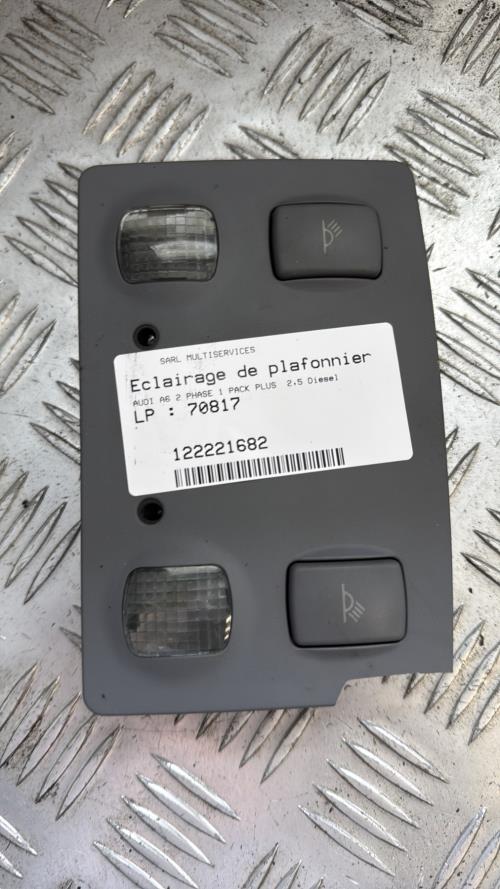 SARL MULTISERVICES
Eclairage de plafonnier
AUDI A6 2 PHASE 1 PACK PLUS 2.5 Diesel
LP : 70817
122221682